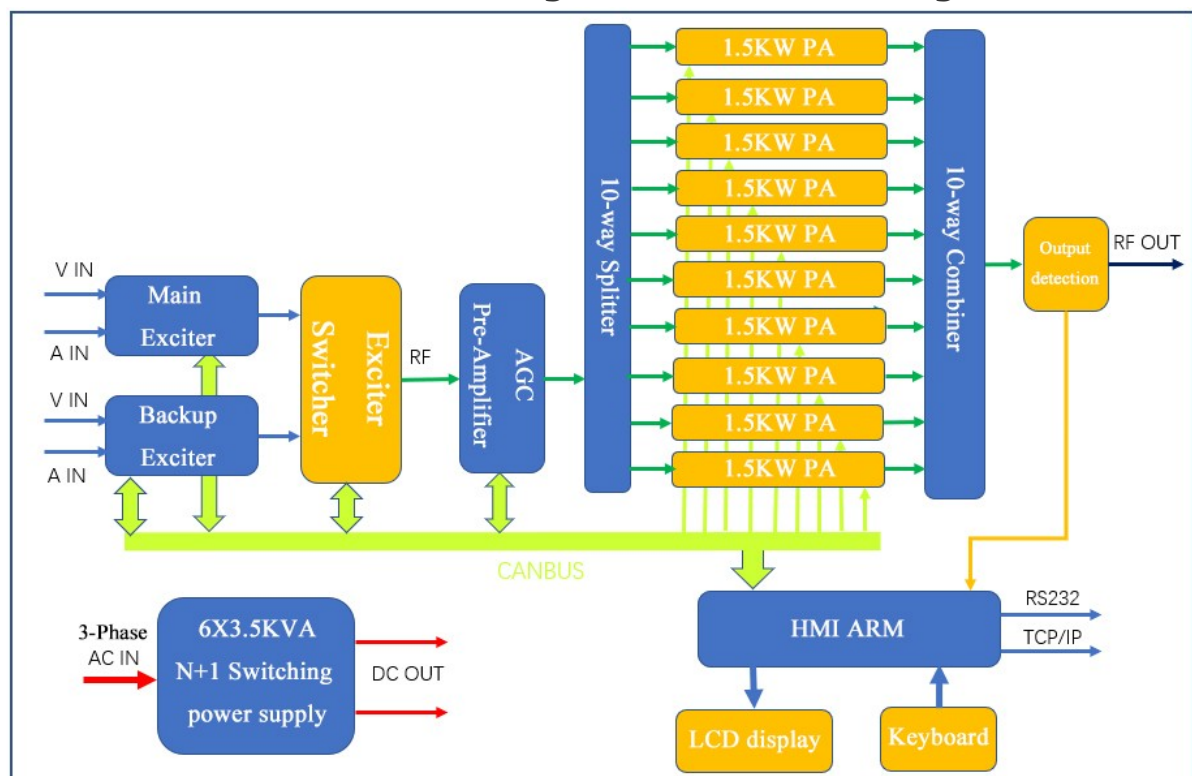 1.5KW PA
1.5KW PA
1.5KW PA
1.5KW PA
1.5KW PA
1.5KW PA
1.5KW PA
1.5KW PA
1.5KW PA
1.5KW PA
10-way Splitter
10-way Combiner
Output
detection
RF OUT
V IN
A IN
Main
Exciter
V IN
A IN
Backup
Exciter
Exciter
Switcher
RF
AGC
Pre-Amplifier
CANBUS
3-Phase
AC IN
6X3.5KVA
N+1 Switching
power supply
DC OUT
HMI ARM
RS232
TCP/IP
LCD display
Keyboard